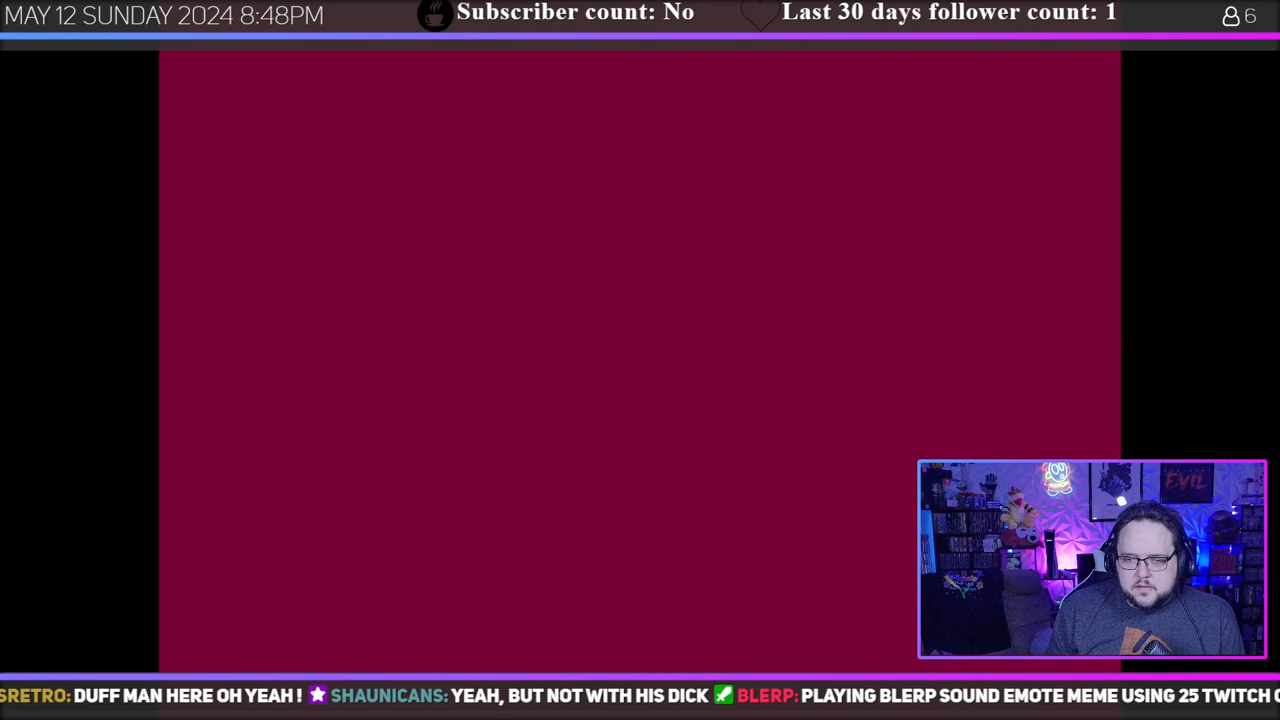 MAY 12 SUNDAY 2024 8:48PM
Subscriber count: No
Last 30 days follower count: 1
6
EVIL
SRETRO: DUFF MAN HERE OH YEAH! SHAUNICANS: YEAH, BUT NOT WITH HIS DICK BLERP: PLAYING BLERP SOUND EMOTE MEME USING 25 TWITCH